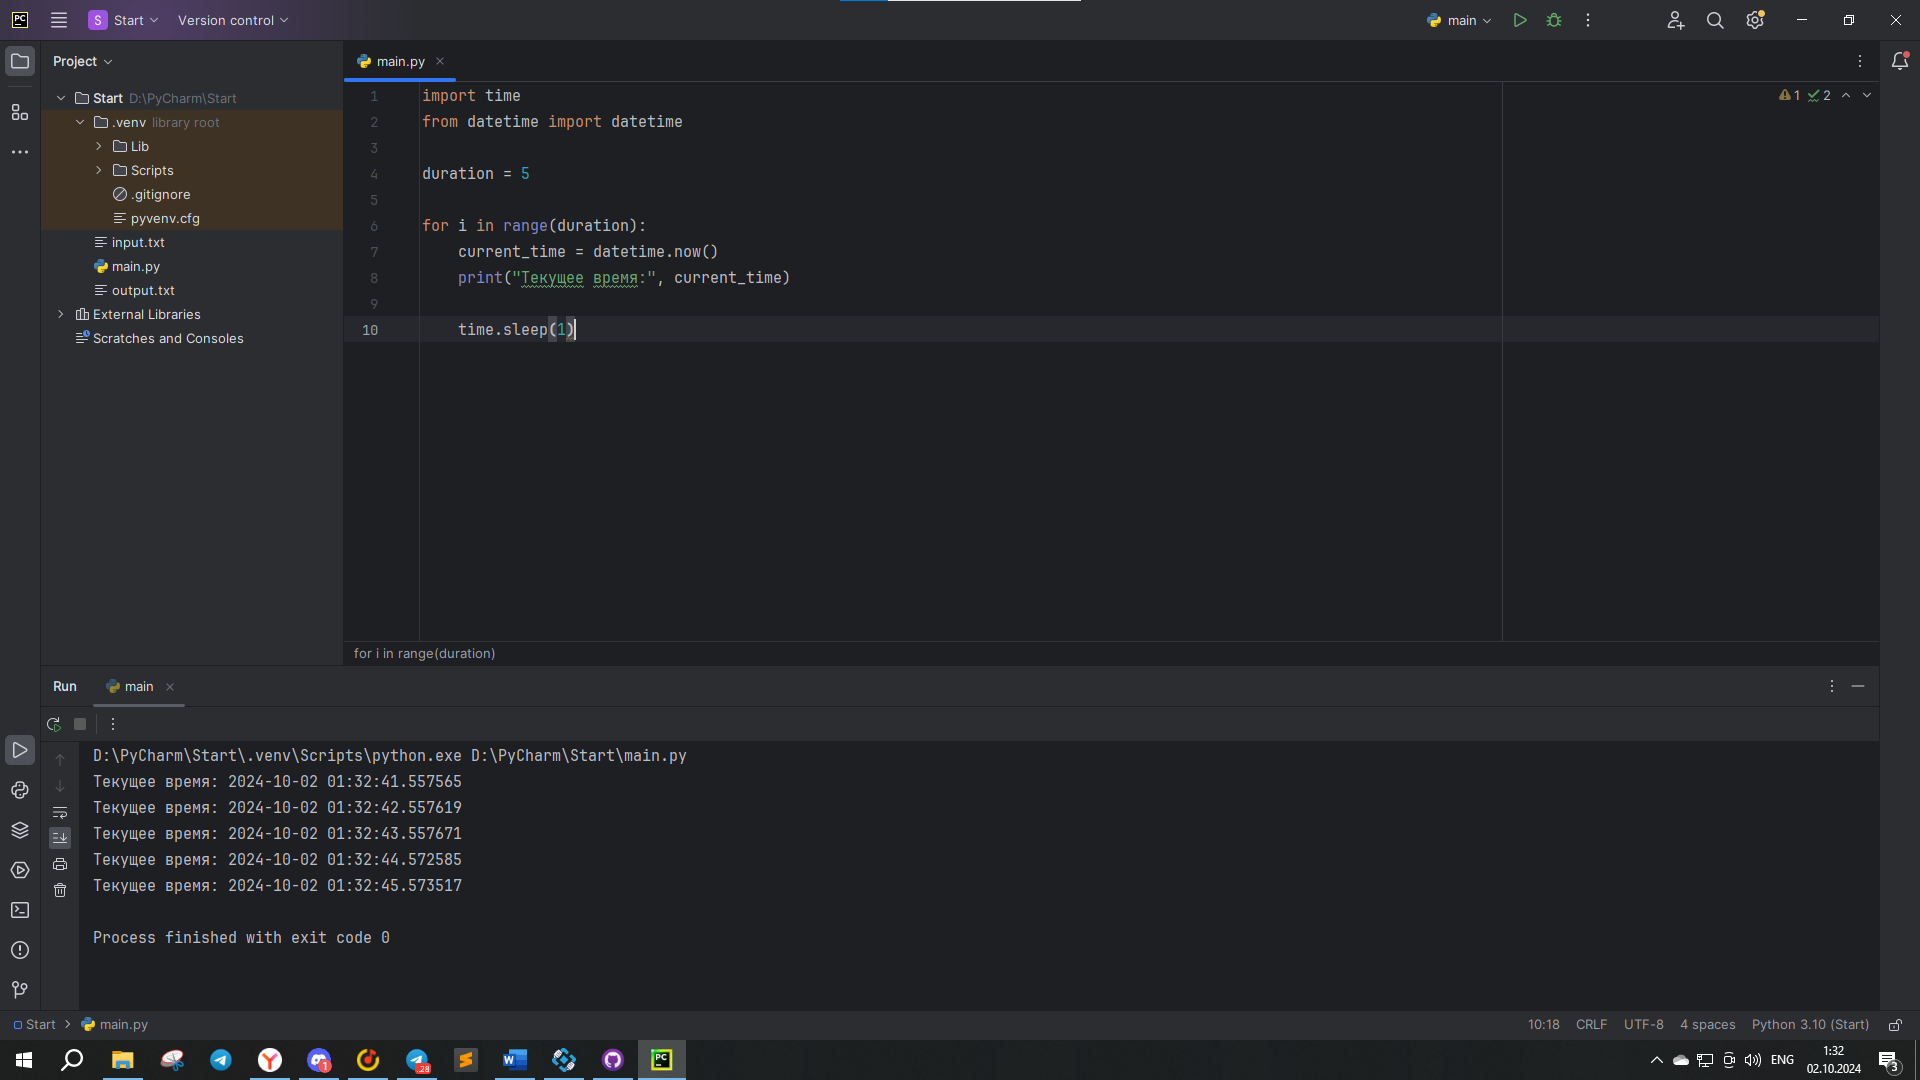 PC
S
Start
Version control
main
Project
main.py
Start D:\PyCharm\Start
.venv library root
Lib
Scripts
.gitignore
pyvenv.cfg
input.txt
main.py
output.txt
External Libraries
Scratches and Consoles
1 import time
2 from datetime import datetime
3
4 duration = 5
5
6 for i in range(duration):
7 current_time = datetime.now()
8 print("Текущее время:", current_time)
9
10 time.sleep(1)
1 2
for i in range(duration)
Run
main
D:\PyCharm\Start\.venv\Scripts\python.exe D:\PyCharm\Start\main.py
Текущее время: 2024-10-02 01:32:41.557565
Текущее время: 2024-10-02 01:32:42.557619
Текущее время: 2024-10-02 01:32:43.557671
Текущее время: 2024-10-02 01:32:44.572585
Текущее время: 2024-10-02 01:32:45.573517
Process finished with exit code 0
Start
main.py
10:18 CRLF UTF-8 4 spaces Python 3.10 (Start)
1
28
W
PC
ENG
1:32
02.10.2024
3